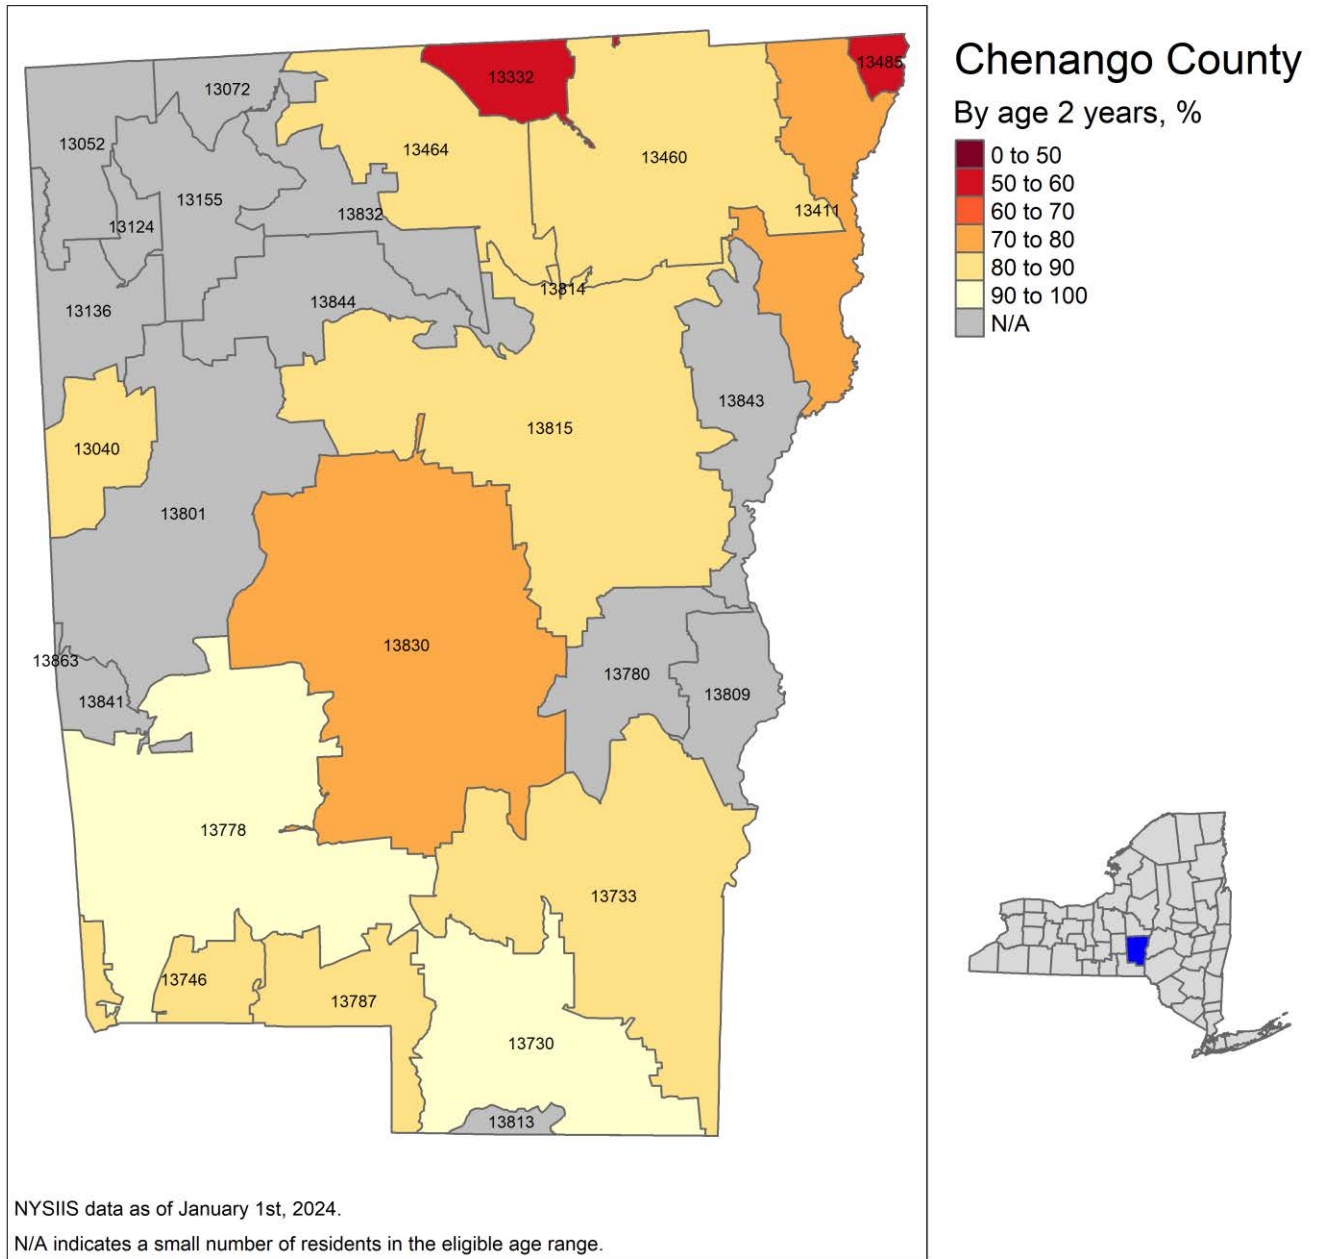 Chenango County
By age 2 years, %
0 to 50
50 to 60
60 to 70
70 to 80
80 to 90
90 to 100
N/A
13332
13485
13072
13052
13464
13460
13155
13124
13832
13411
13136
13844
13814
13843
13040
13815
13801
13830
13863
13841
13780
13809
13778
13733
13746
13787
13730
13813
NYSIIS data as of January 1st, 2024.
N/A indicates a small number of residents in the eligible age range.